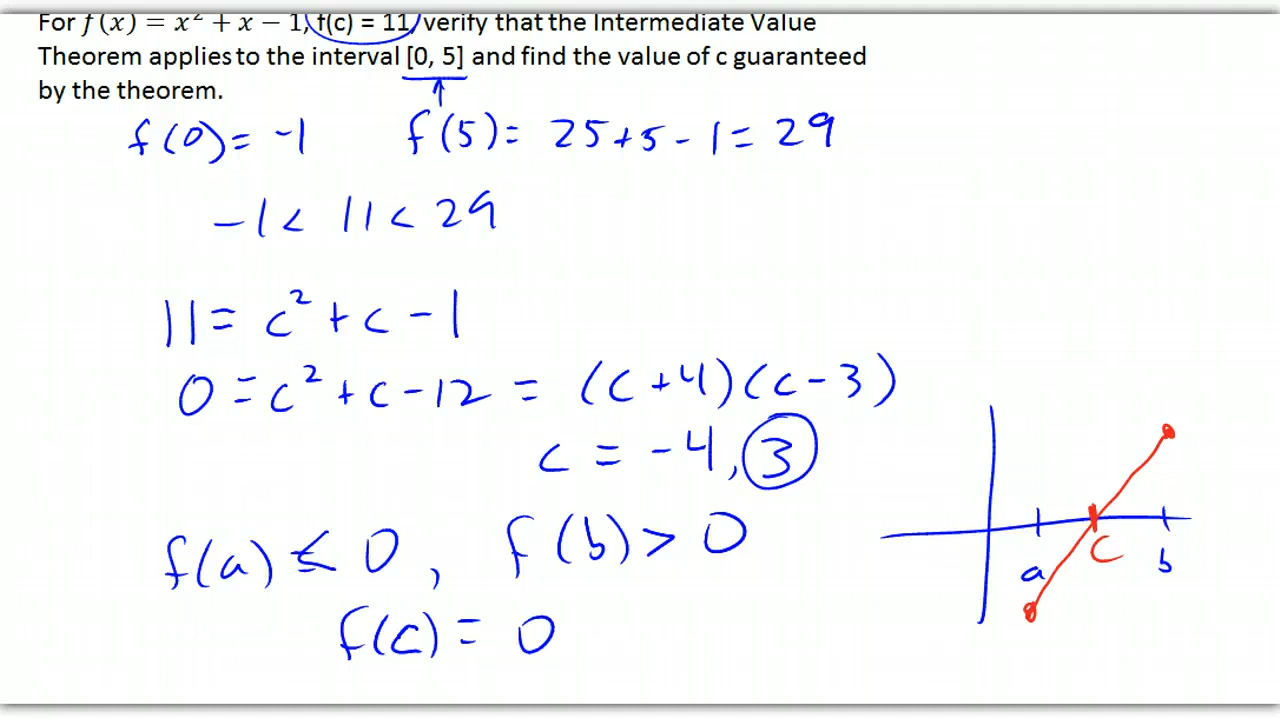 For f(x) = x² + x − 1, f(c) = 11, verify that the Intermediate Value
Theorem applies to the interval [0, 5] and find the value of c guaranteed
by the theorem.
f(0) = -1 f(5) = 25+5-1 = 29
-1 < 11 < 29
11 = c² + c - 1
0 = c² + c - 12 = (c+4)(c-3)
c = -4, 3
f(a) ≤ 0, f(b) > 0
f(c) = 0
a c b